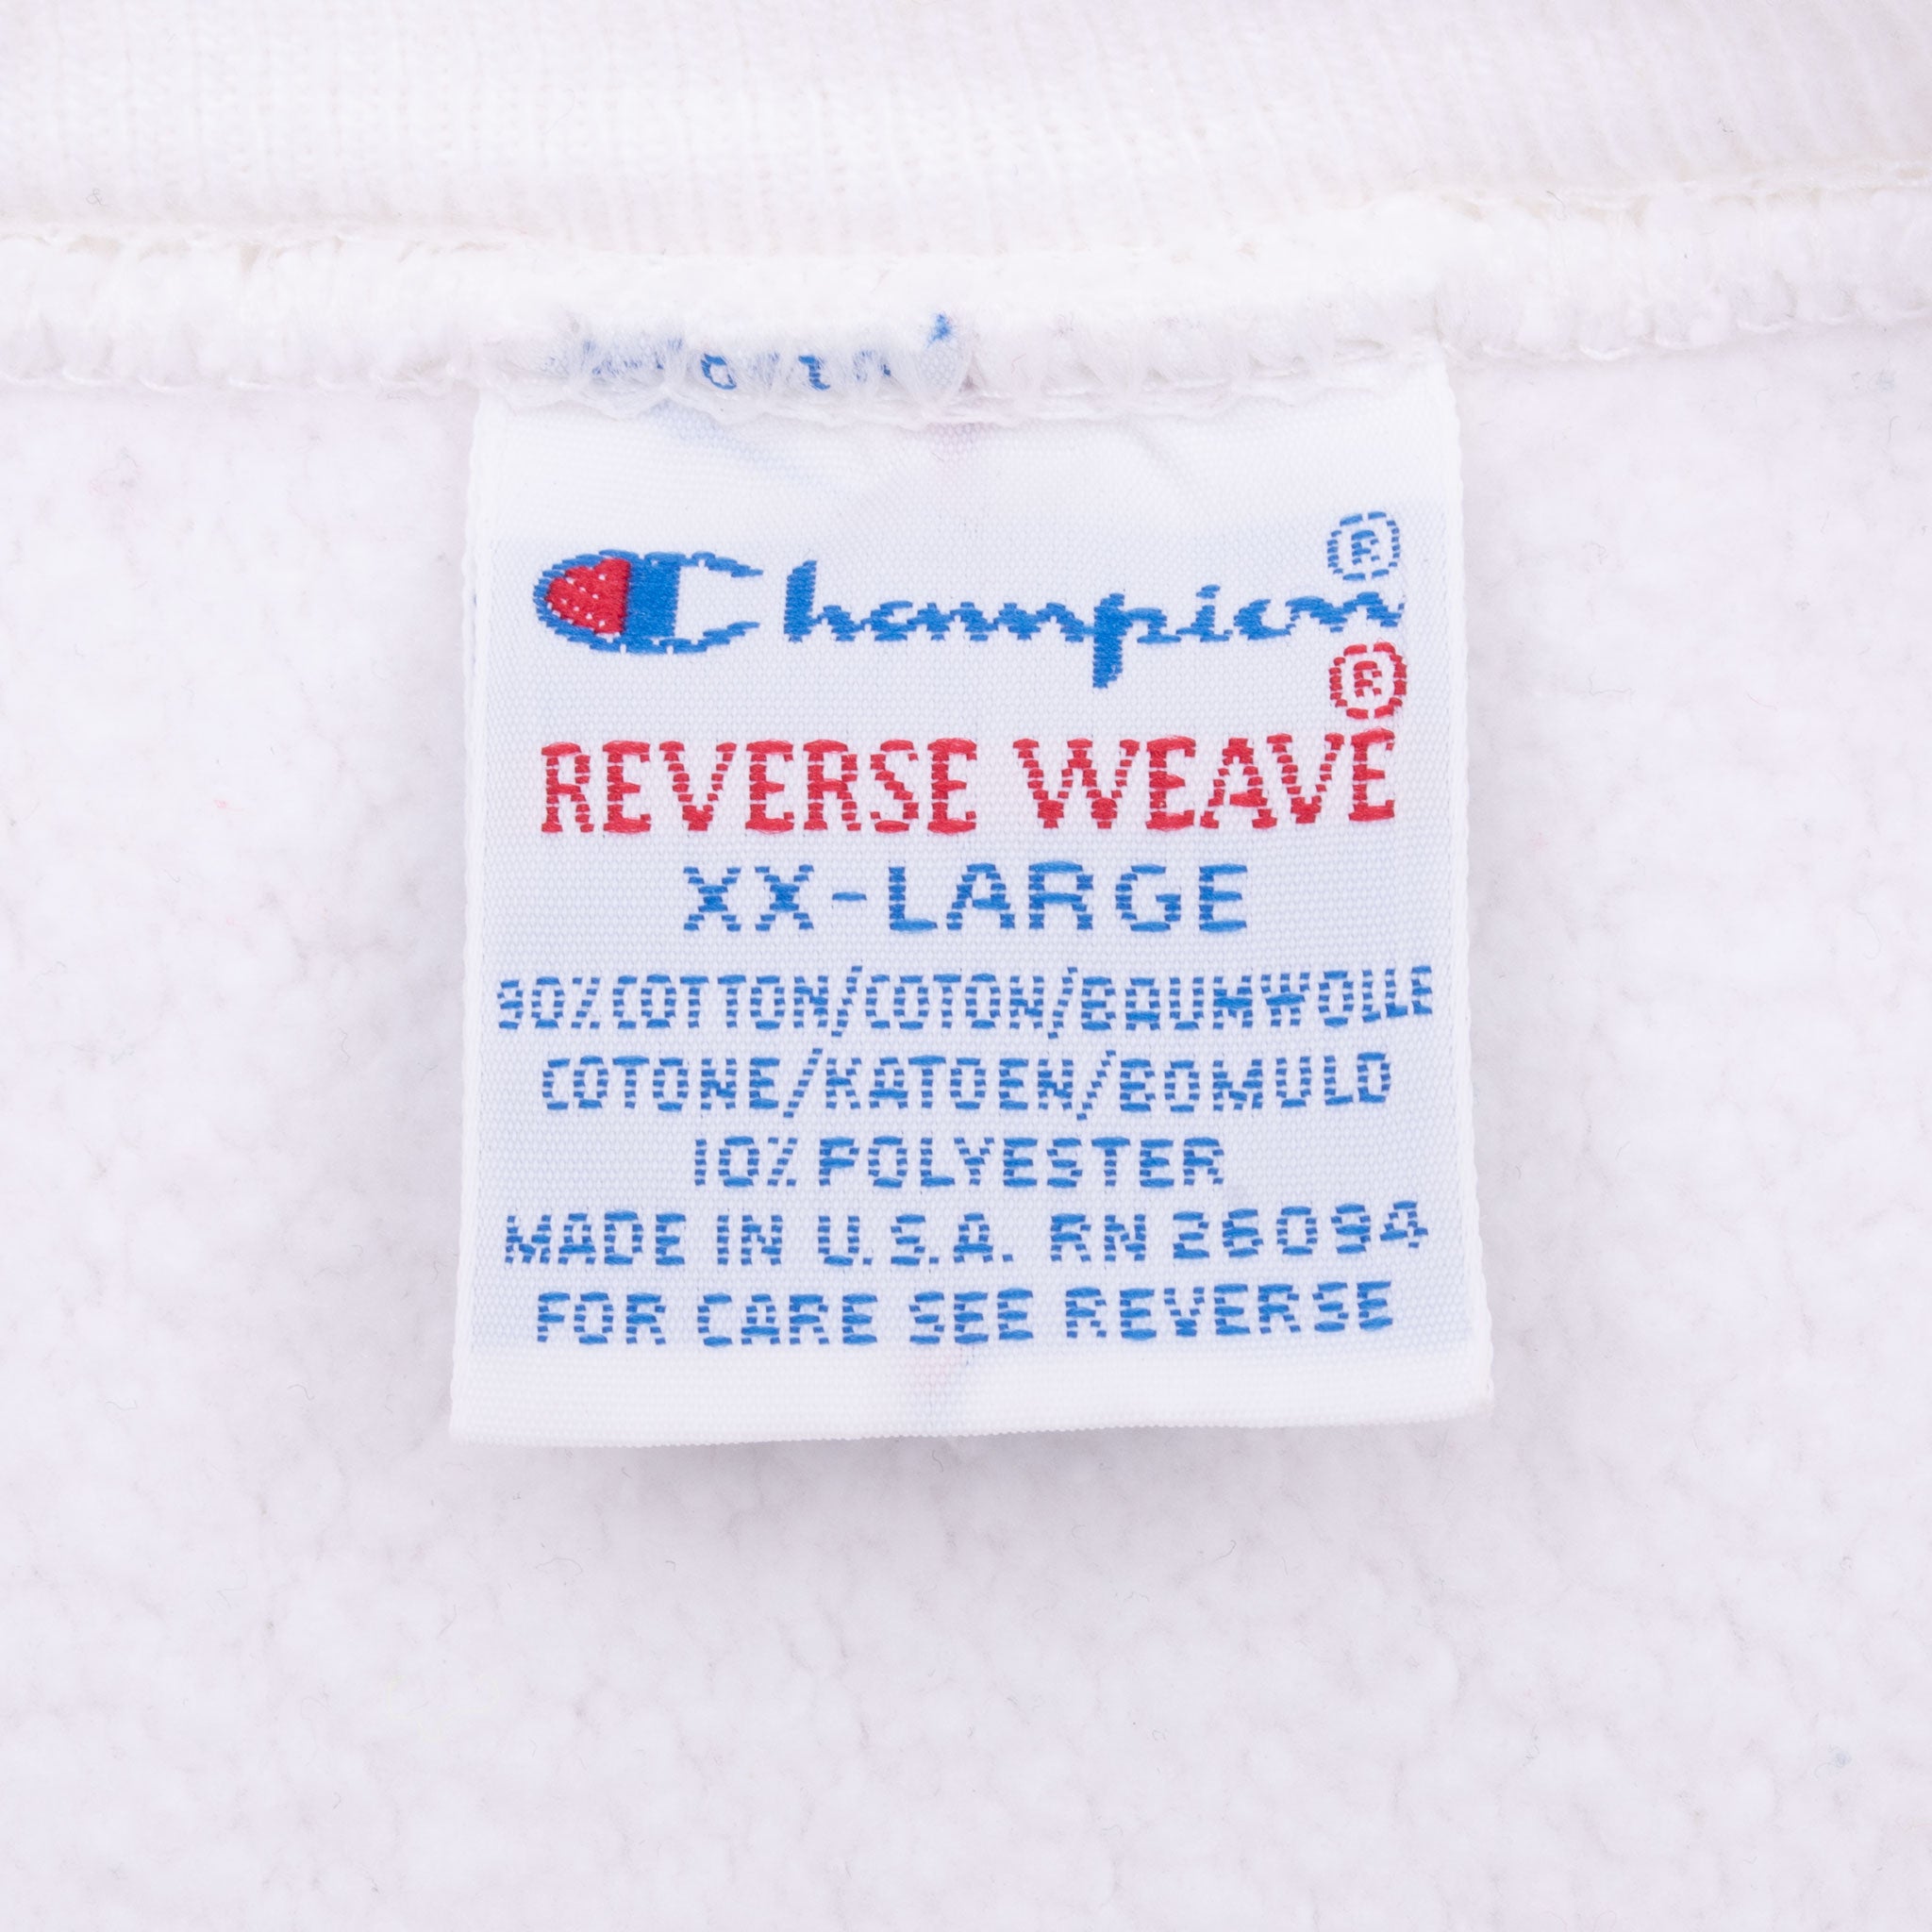 Champion®
REVERSE WEAVE®
XX-LARGE
90% COTTON/COTON/BAUMWOLLE
COTONE/KATOEN/BOMULD
10% POLYESTER
MADE IN U.S.A. RN 26094
FOR CARE SEE REVERSE